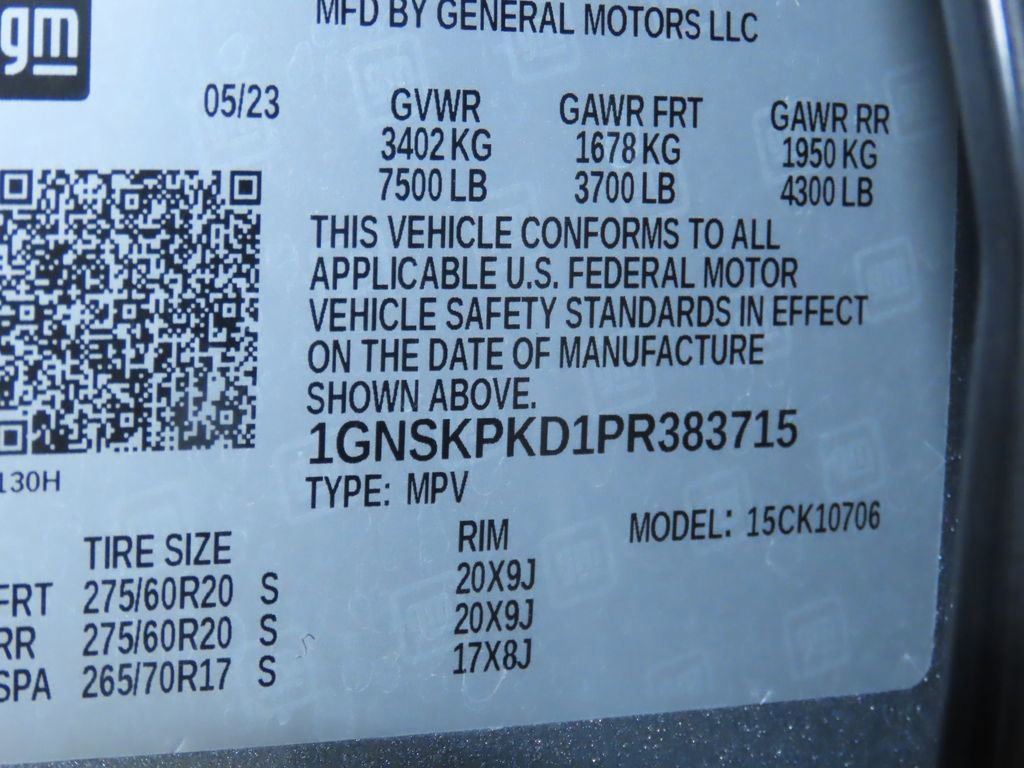 MFD BY GENERAL MOTORS LLC
gm
05/23 GVWR GAWR FRT GAWR RR
3402 KG 1678 KG 1950 KG
7500 LB 3700 LB 4300 LB
THIS VEHICLE CONFORMS TO ALL
APPLICABLE U.S. FEDERAL MOTOR
VEHICLE SAFETY STANDARDS IN EFFECT
ON THE DATE OF MANUFACTURE
SHOWN ABOVE.
1GNSKPKD1PR383715
130H
TYPE: MPV
TIRE SIZE RIM MODEL: 15CK10706
FRT 275/60R20 S 20X9J
RR 275/60R20 S 20X9J
SPA 265/70R17 S 17X8J